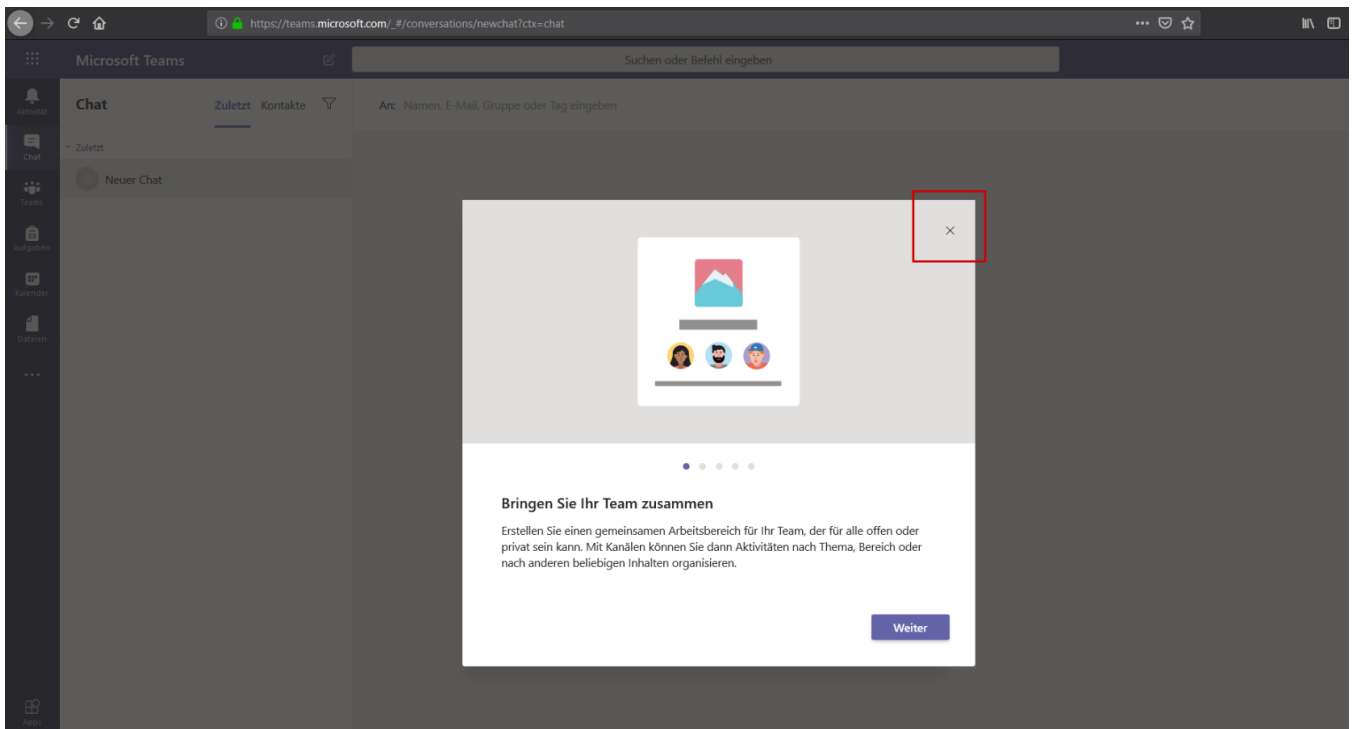 https://teams.microsoft.com/_#/conversations/newchat?ctx=chat
Microsoft Teams
Suchen oder Befehl eingeben
Aktivität
Chat
Teams
Aufgaben
Kalender
Dateien
Apps
Chat
Zuletzt Kontakte
Zuletzt
Neuer Chat
An: Namen, E-Mail, Gruppe oder Tag eingeben
Bringen Sie Ihr Team zusammen
Erstellen Sie einen gemeinsamen Arbeitsbereich für Ihr Team, der für alle offen oder
privat sein kann. Mit Kanälen können Sie dann Aktivitäten nach Thema, Bereich oder
nach anderen beliebigen Inhalten organisieren.
Weiter